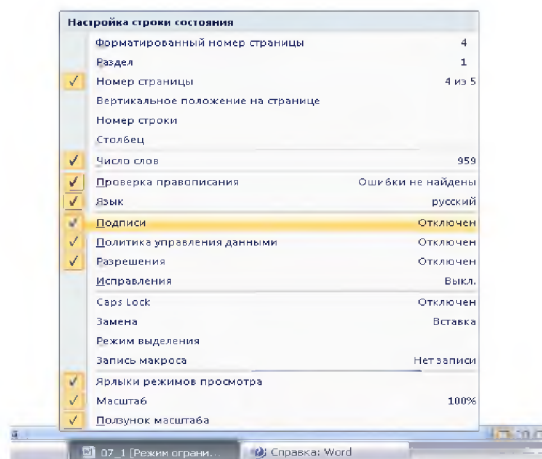 Настройка строки состояния
Форматированный номер страницы 4
Раздел 1
Номер страницы 4 из 5
Вертикальное положение на странице
Номер строки
Столбец
Число слов 959
Проверка правописания Ошибки не найдены
Язык русский
Подписи Отключен
Политика управления данными Отключен
Разрешения Отключен
Исправления Выкл.
Caps Lock Отключен
Замена Вставка
Режим выделения
Запись макроса Нет записи
Ярлыки режимов просмотра
Масштаб 100%
Ползунок масштаба
07_1 [Режим ограни... Справка: Word